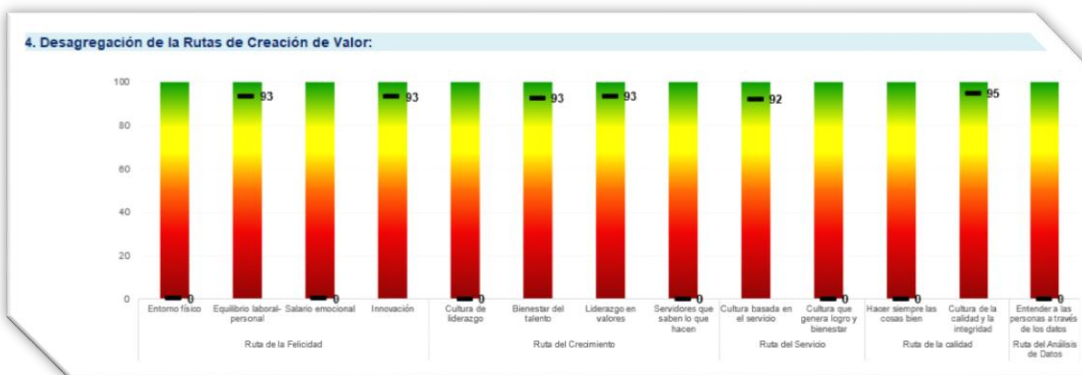 4. Desagregación de la Rutas de Creación de Valor:
100
80
60
40
20
0
0
93
0
93
0
93
93
0
92
0
0
95
0
Entorno físico
Equilibrio laboral-
personal
Salario emocional
Innovación
Cultura de
liderazgo
Bienestar del
talento
Liderazgo en
valores
Servidores que
saben lo que
hacen
Cultura basada en
el servicio
Cultura que
genera logro y
bienestar
Hacer siempre las
cosas bien
Cultura de la
calidad y la
integridad
Entender a las
personas a través
de los datos
Ruta de la Felicidad
Ruta del Crecimiento
Ruta del Servicio
Ruta de la calidad
Ruta del Análisis
de Datos